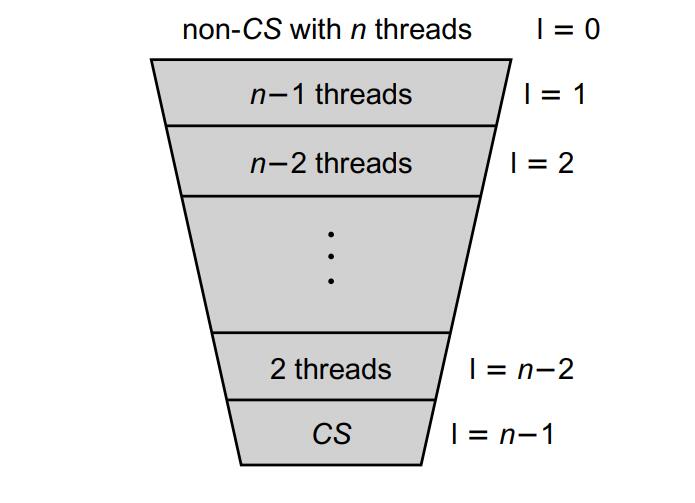 non-CS with n threads l = 0
n−1 threads l = 1
n−2 threads l = 2
2 threads l = n−2
CS l = n−1